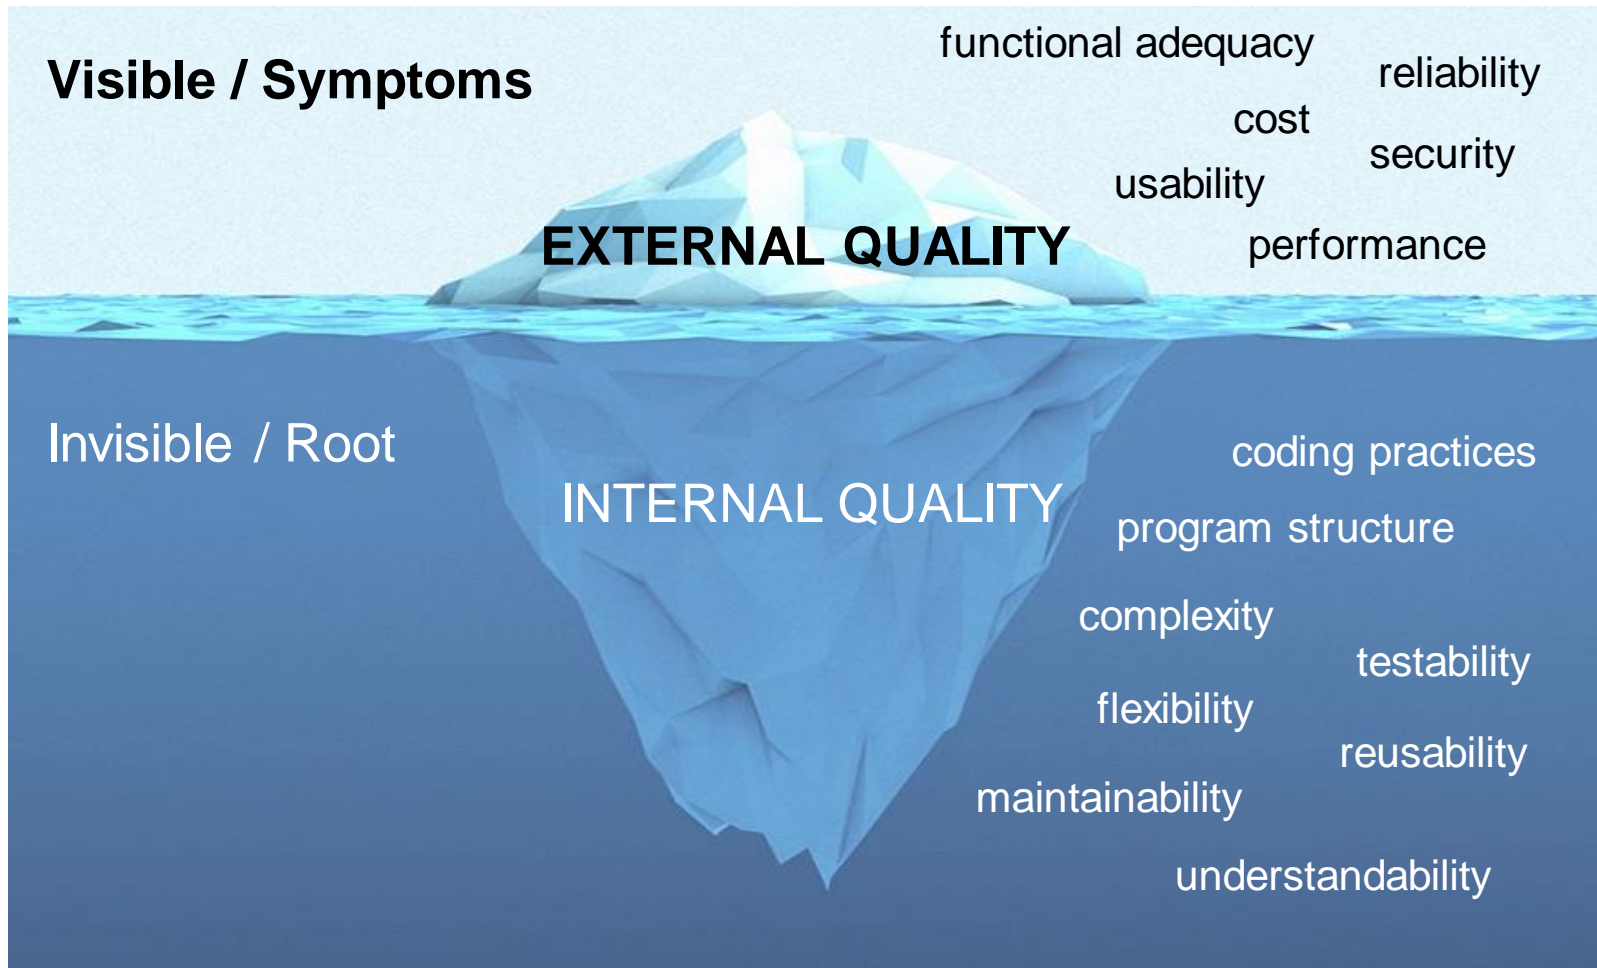 functional adequacy
Visible / Symptoms
reliability
cost
security
usability
EXTERNAL QUALITY
performance
Invisible / Root
coding practices
INTERNAL QUALITY
program structure
complexity
testability
flexibility
reusability
maintainability
understandability